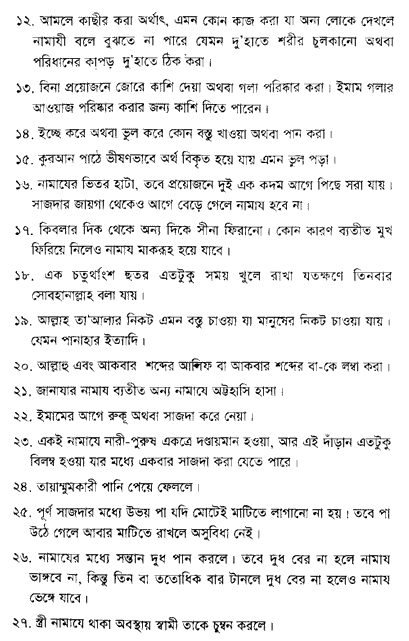 ১২. আমলে কাছীর করা অর্থাৎ, এমন কোন কাজ করা যা অন্য লোকে দেখলে
নামাযী বলে বুঝতে না পারে যেমন দু'হাতে শরীর চুলকানো অথবা
পরিধানের কাপড় দু'হাতে ঠিক করা।
১৩. বিনা প্রয়োজনে জোরে কাশি দেয়া অথবা গলা পরিষ্কার করা। ইমাম গলার
আওয়াজ পরিষ্কার করার জন্য কাশি দিতে পারেন।
১৪. ইচ্ছে করে অথবা ভুল করে কোন বস্তু খাওয়া অথবা পান করা।
১৫. কুরআন পাঠে ভীষণভাবে অর্থ বিকৃত হয়ে যায় এমন ভুল পড়া।
১৬. নামাযের ভিতর হাটা, তবে প্রয়োজনে দুই এক কদম আগে পিছে সরা যায়।
সাজদার জায়গা থেকেও আগে বেড়ে গেলে নামায হবে না।
১৭. কিবলার দিক থেকে অন্য দিকে সীনা ফিরানো। কোন কারণ ব্যতীত মুখ
ফিরিয়ে নিলেও নামায মাকরূহ হয়ে যাবে।
১৮. এক চতুর্থাংশ ছতর এতটুকু সময় খুলে রাখা যতক্ষণে তিনবার
সোবহানাল্লাহ বলা যায়।
১৯. আল্লাহ তা'আলার নিকট এমন বস্তু চাওয়া যা মানুষের নিকট চাওয়া যায়।
যেমন পানাহার ইত্যাদি।
২০. আল্লাহু এবং আকবার শব্দের আলিফ বা আকবার শব্দের বা-কে লম্বা করা।
২১. জানাযার নামায ব্যতীত অন্য নামাযে অট্টহাসি হাসা।
২২. ইমামের আগে রুকূ অথবা সাজদা করে নেয়া।
২৩. একই নামাযে নারী-পুরুষ একত্রে দণ্ডায়মান হওয়া, আর এই দাঁড়ান এতটুকু
বিলম্ব হওয়া যার মধ্যে একবার সাজদা করা যেতে পারে।
২৪. তায়াম্মুমকারী পানি পেয়ে ফেললে।
২৫. পূর্ণ সাজদার মধ্যে উভয় পা যদি মোটেই মাটিতে লাগানো না হয়। তবে পা
উঠে গেলে আবার মাটিতে রাখলে অসুবিধা নেই।
২৬. নামাযের মধ্যে সন্তান দুধ পান করলে। তবে দুধ বের না হলে নামায
ভাঙ্গবে না, কিন্তু তিন বা ততোধিক বার টানলে দুধ বের না হলেও নামায
ভেঙ্গে যাবে।
২৭. স্ত্রী নামাযে থাকা অবস্থায় স্বামী তাকে চুম্বন করলে।